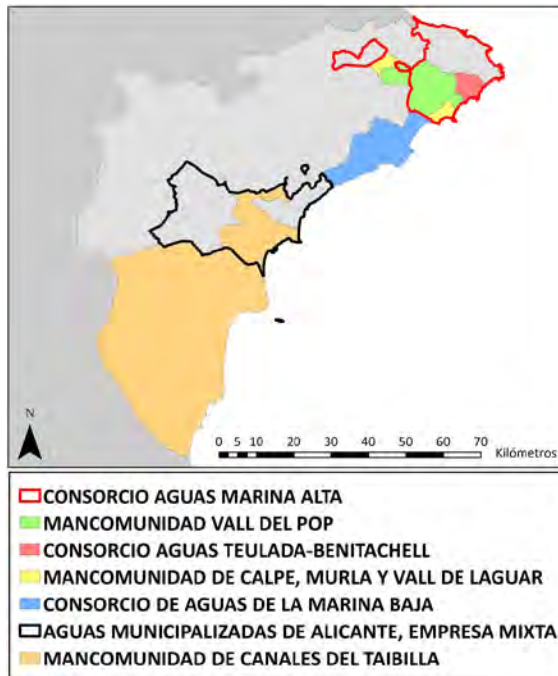 N
0 5 10 20 30 40 50 60 70
Kilómetros
CONSORCIO AGUAS MARINA ALTA
MANCOMUNIDAD VALL DEL POP
CONSORCIO AGUAS TEULADA-BENITACHELL
MANCOMUNIDAD DE CALPE, MURLA Y VALL DE LAGUAR
CONSORCIO DE AGUAS DE LA MARINA BAJA
AGUAS MUNICIPALIZADAS DE ALICANTE, EMPRESA MIXTA
MANCOMUNIDAD DE CANALES DEL TAIBILLA